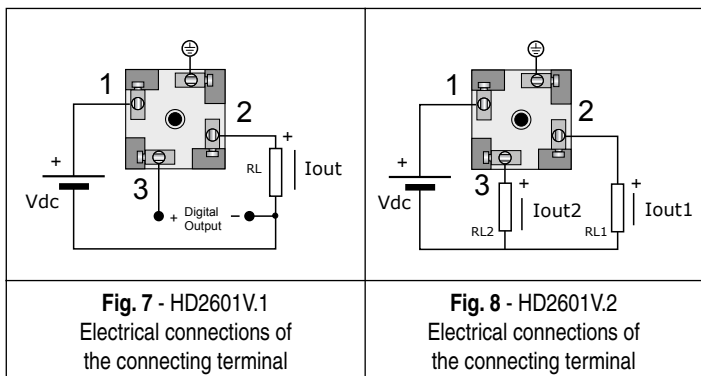 1
2
3
+
Vdc
+
RL
Iout
+ Digital Output −
1
2
3
+
Vdc
+
RL2
Iout2
+
RL1
Iout1
Fig. 7 - HD2601V.1
Electrical connections of
the connecting terminal
Fig. 8 - HD2601V.2
Electrical connections of
the connecting terminal